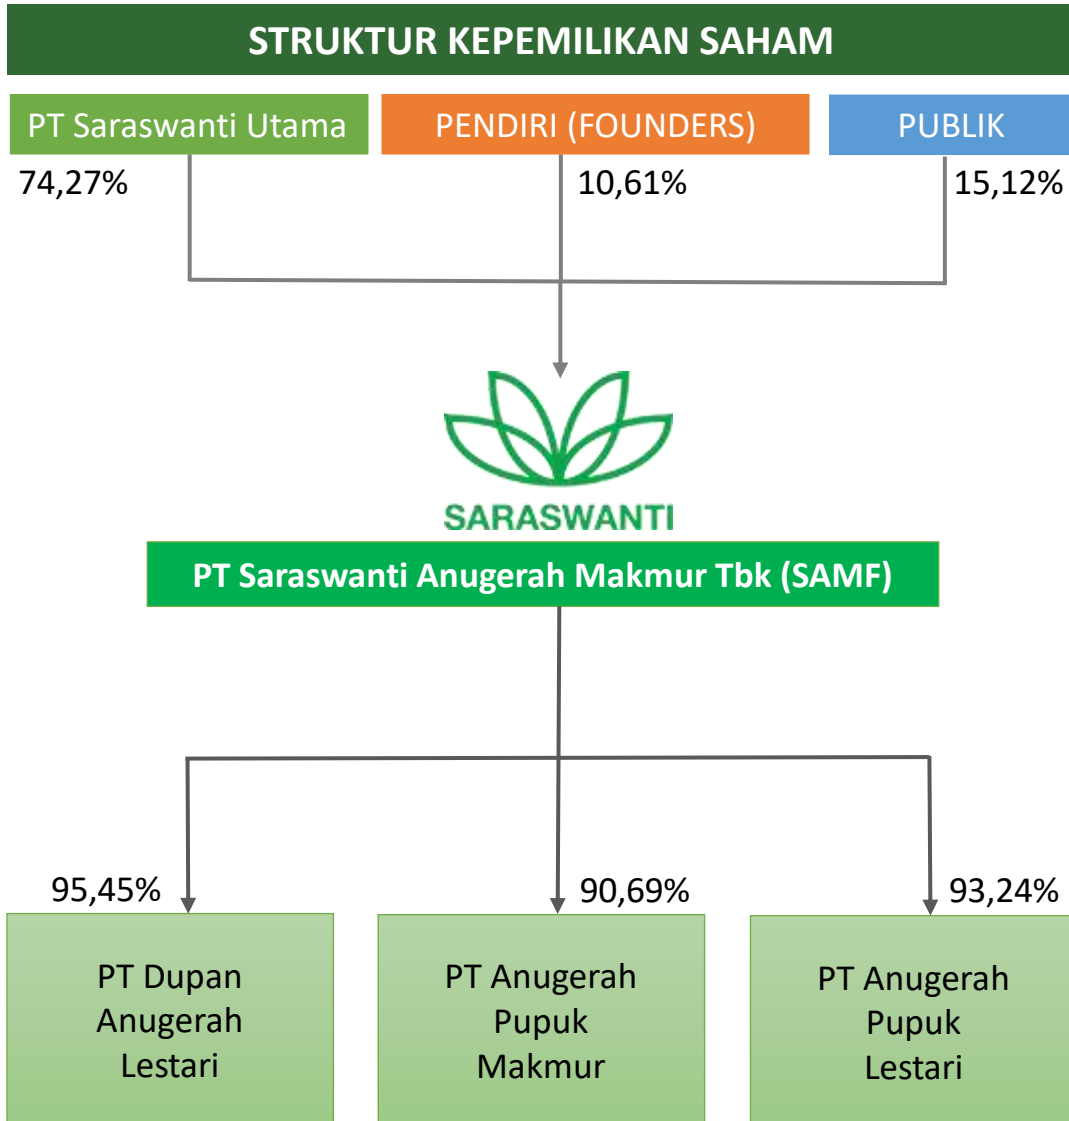 STRUKTUR KEPEMILIKAN SAHAM
PT Saraswanti Utama
PENDIRI (FOUNDERS)
PUBLIK
74,27%
10,61%
15,12%
SARASWANTI
PT Saraswanti Anugerah Makmur Tbk (SAMF)
95,45%
90,69%
93,24%
PT Dupan
Anugerah
Lestari
PT Anugerah
Pupuk
Makmur
PT Anugerah
Pupuk
Lestari